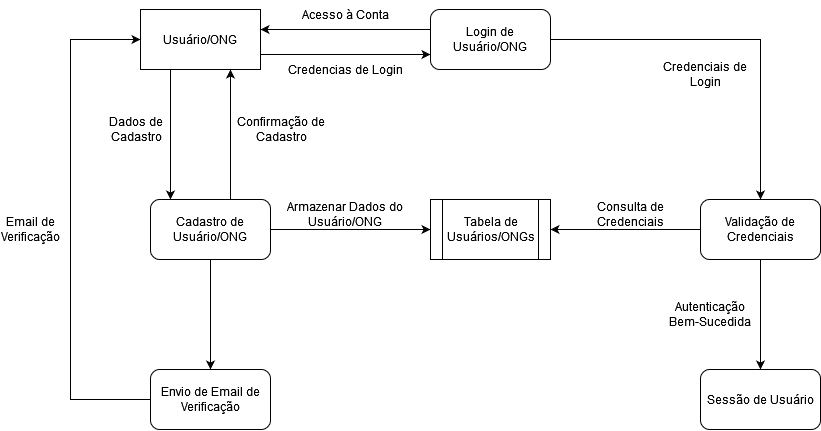 Acesso à Conta
Usuário/ONG
Login de
Usuário/ONG
Credencias de Login
Credenciais de
Login
Dados de
Cadastro
Confirmação de
Cadastro
Email de
Verificação
Cadastro de
Usuário/ONG
Armazenar Dados do
Usuário/ONG
Tabela de
Usuários/ONGs
Consulta de
Credenciais
Validação de
Credenciais
Autenticação
Bem-Sucedida
Envio de Email de
Verificação
Sessão de Usuário